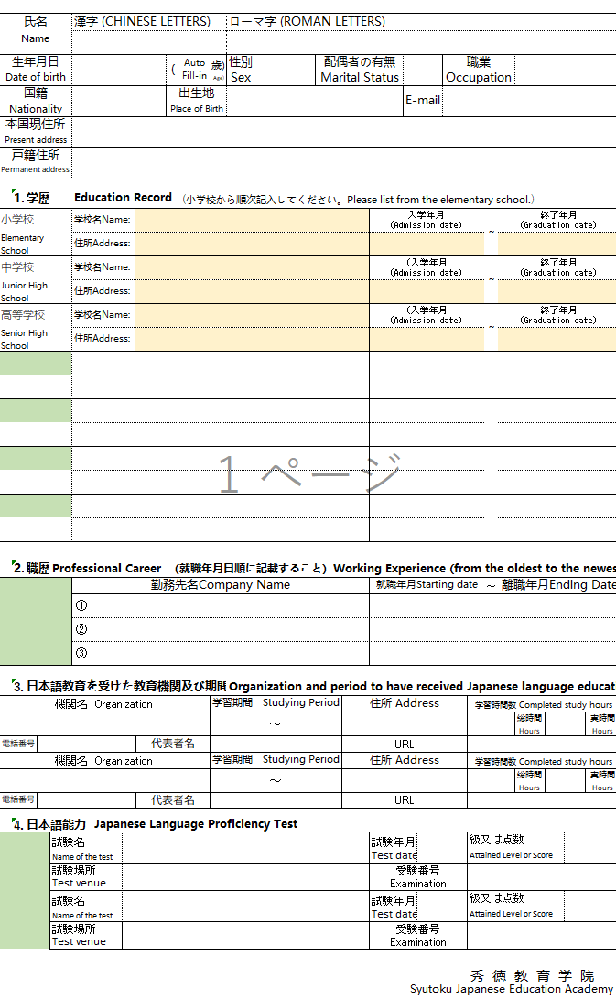 氏名 漢字 (CHINESE LETTERS) ローマ字 (ROMAN LETTERS)
Name
生年月日 ( Auto 歳) 性別 配偶者の有無 職業
Date of birth Fill-in Age) Sex Marital Status Occupation
国籍 出生地 E-mail
Nationality Place of Birth
本国現住所
Present address
戸籍住所
Permanent address
1.学歴 Education Record （小学校から順次記入してください。Please list from the elementary school.）
小学校 学校名Name: 入学年月 終了年月
(Admission date) ~ (Graduation date)
Elementary School 住所Address:
中学校 学校名Name: (入学年月 終了年月
(Admission date) ~ (Graduation date)
Junior High School 住所Address:
高等学校 学校名Name: (入学年月 終了年月
(Admission date) ~ (Graduation date)
Senior High School 住所Address:
1 ページ
2.職歴 Professional Career （就職年月日順に記載すること）Working Experience (from the oldest to the newes
勤務先名Company Name 就職年月Starting date ～ 離職年月Ending Date
①
②
③
3.日本語教育を受けた教育機関及び期間 Organization and period to have received Japanese language educati
機関名 Organization 学習期間 Studying Period 住所 Address 学習時間数 Completed study hours
～ 総時間 実時間
Hours Hours
電話番号 代表者名 URL
機関名 Organization 学習期間 Studying Period 住所 Address 学習時間数 Completed study hours
～ 総時間 実時間
Hours Hours
電話番号 代表者名 URL
4.日本語能力 Japanese Language Proficiency Test
試験名 試験年月 級又は点数
Name of the test Test date Attained Level or Score
試験場所 受験番号
Test venue Examination
試験名 試験年月 級又は点数
Name of the test Test date Attained Level or Score
試験場所 受験番号
Test venue Examination
秀徳教育学院
Syutoku Japanese Education Academy